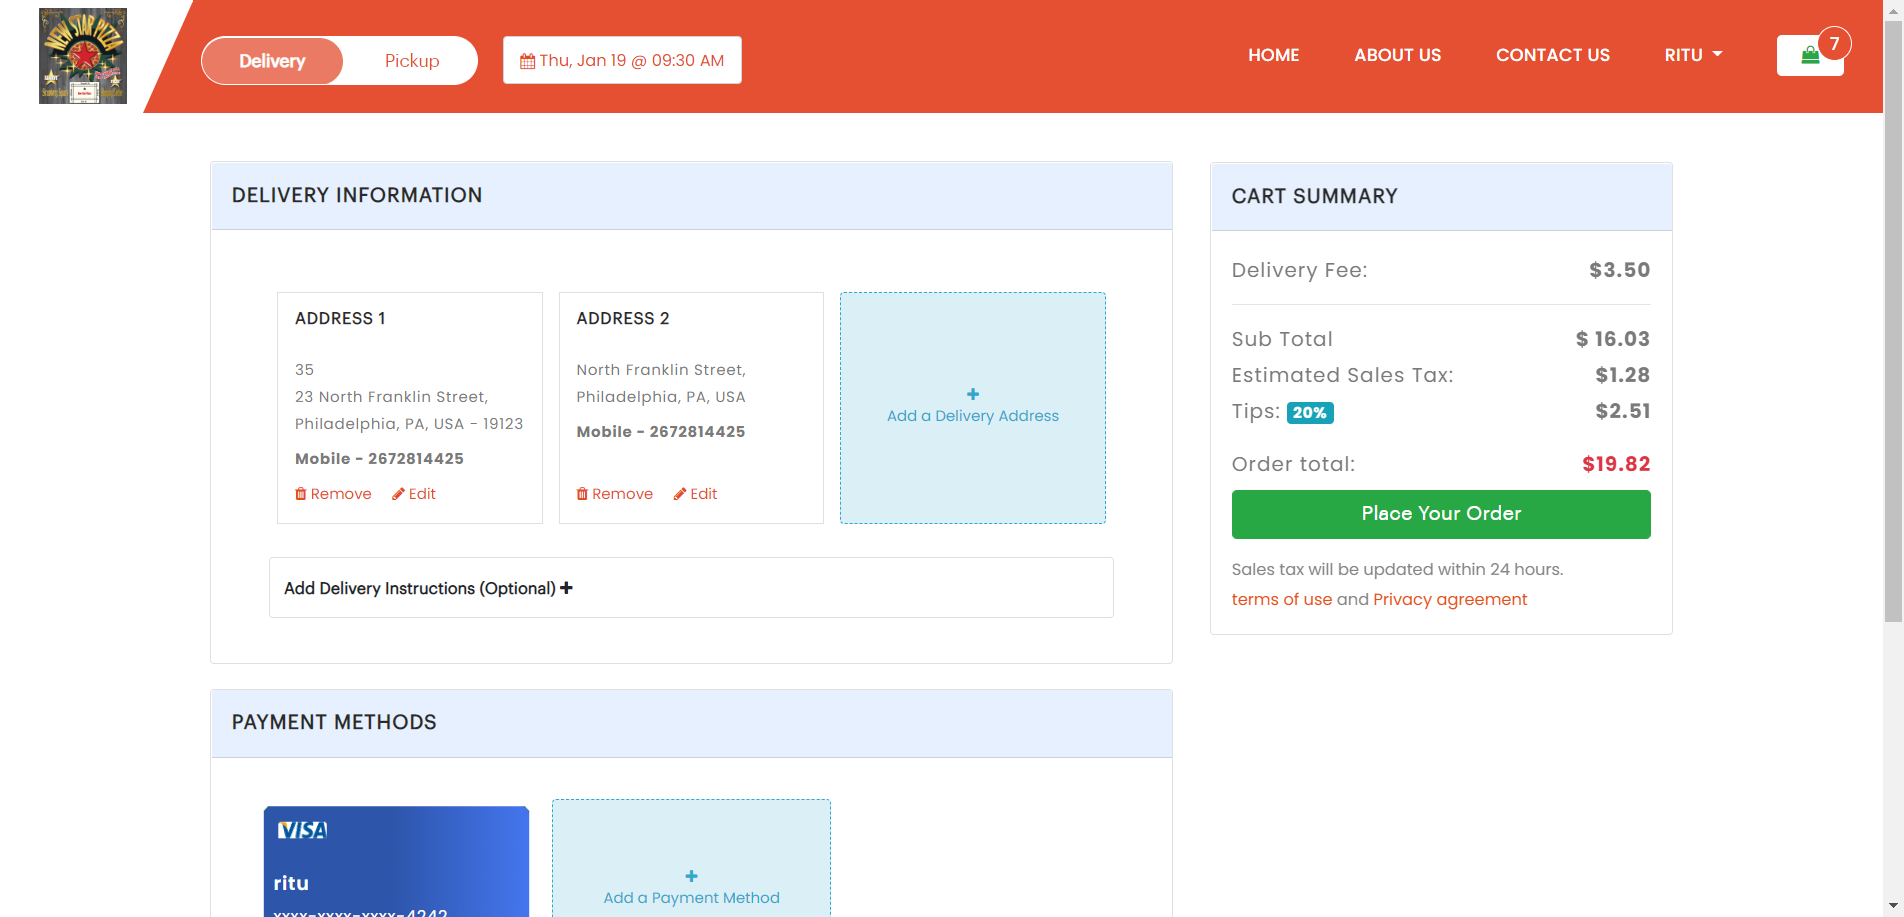 NEW STAR PIZZA
Delivery
Pickup
Thu, Jan 19 @ 09:30 AM
HOME
ABOUT US
CONTACT US
RITU
7
DELIVERY INFORMATION
ADDRESS 1
35
23 North Franklin Street,
Philadelphia, PA, USA - 19123
Mobile - 2672814425
Remove
Edit
ADDRESS 2
North Franklin Street,
Philadelphia, PA, USA
Mobile - 2672814425
Remove
Edit
Add a Delivery Address
Add Delivery Instructions (Optional)
CART SUMMARY
Delivery Fee: $3.50
Sub Total $ 16.03
Estimated Sales Tax: $1.28
Tips: 20% $2.51
Order total: $19.82
Place Your Order
Sales tax will be updated within 24 hours.
terms of use and Privacy agreement
PAYMENT METHODS
VISA
ritu
xxxx-xxxx-xxxx-4242
Add a Payment Method